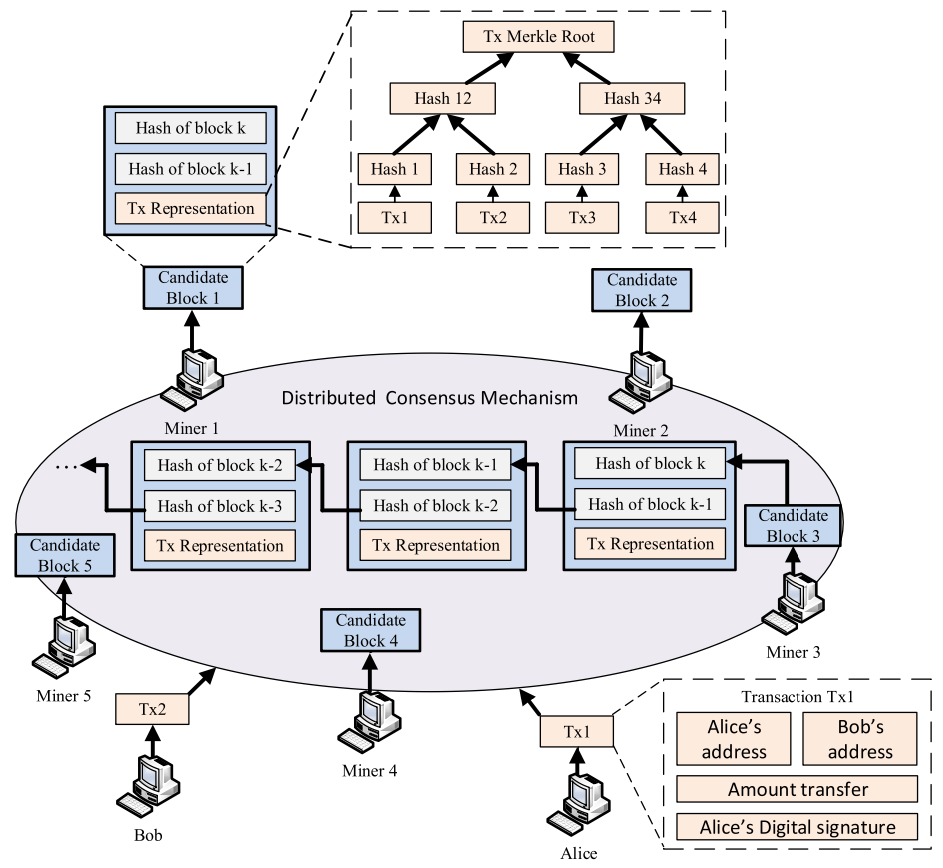 Tx Merkle Root
Hash 12
Hash 34
Hash 1
Hash 2
Hash 3
Hash 4
Tx1
Tx2
Tx3
Tx4
Hash of block k
Hash of block k-1
Tx Representation
Candidate
Block 1
Candidate
Block 2
Miner 1
Miner 2
Distributed Consensus Mechanism
...
Hash of block k-2
Hash of block k-3
Tx Representation
Hash of block k-1
Hash of block k-2
Tx Representation
Hash of block k
Hash of block k-1
Tx Representation
Candidate
Block 3
Miner 3
Candidate
Block 5
Miner 5
Candidate
Block 4
Miner 4
Tx2
Bob
Tx1
Alice
Transaction Tx1
Alice's
address
Bob's
address
Amount transfer
Alice's Digital signature